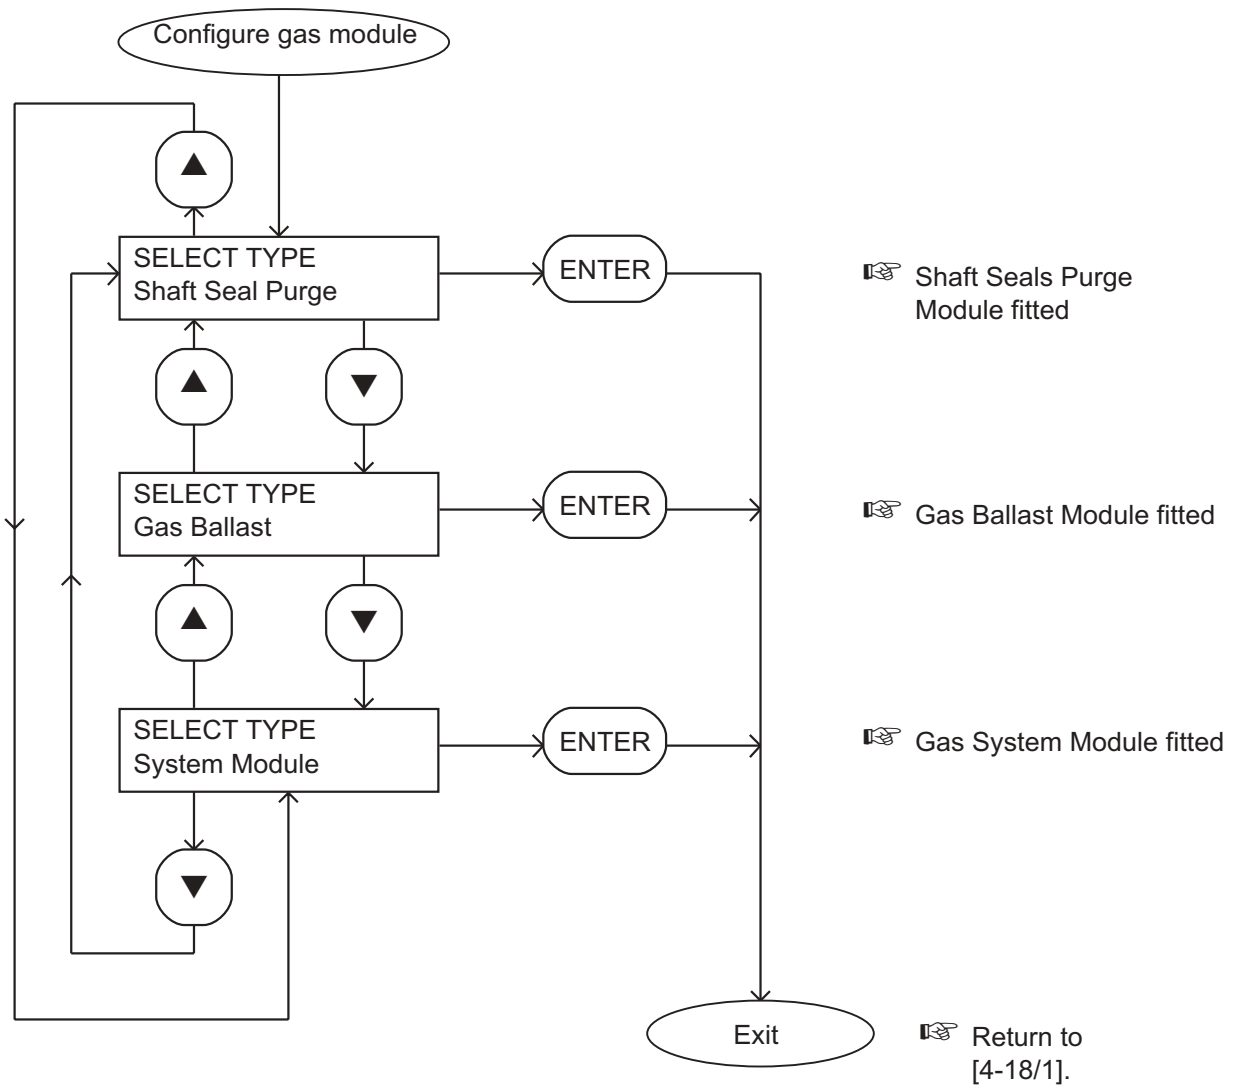 Configure gas module
SELECT TYPE
Shaft Seal Purge
ENTER
Shaft Seals Purge
Module fitted
SELECT TYPE
Gas Ballast
ENTER
Gas Ballast Module fitted
SELECT TYPE
System Module
ENTER
Gas System Module fitted
Exit
Return to
[4-18/1].